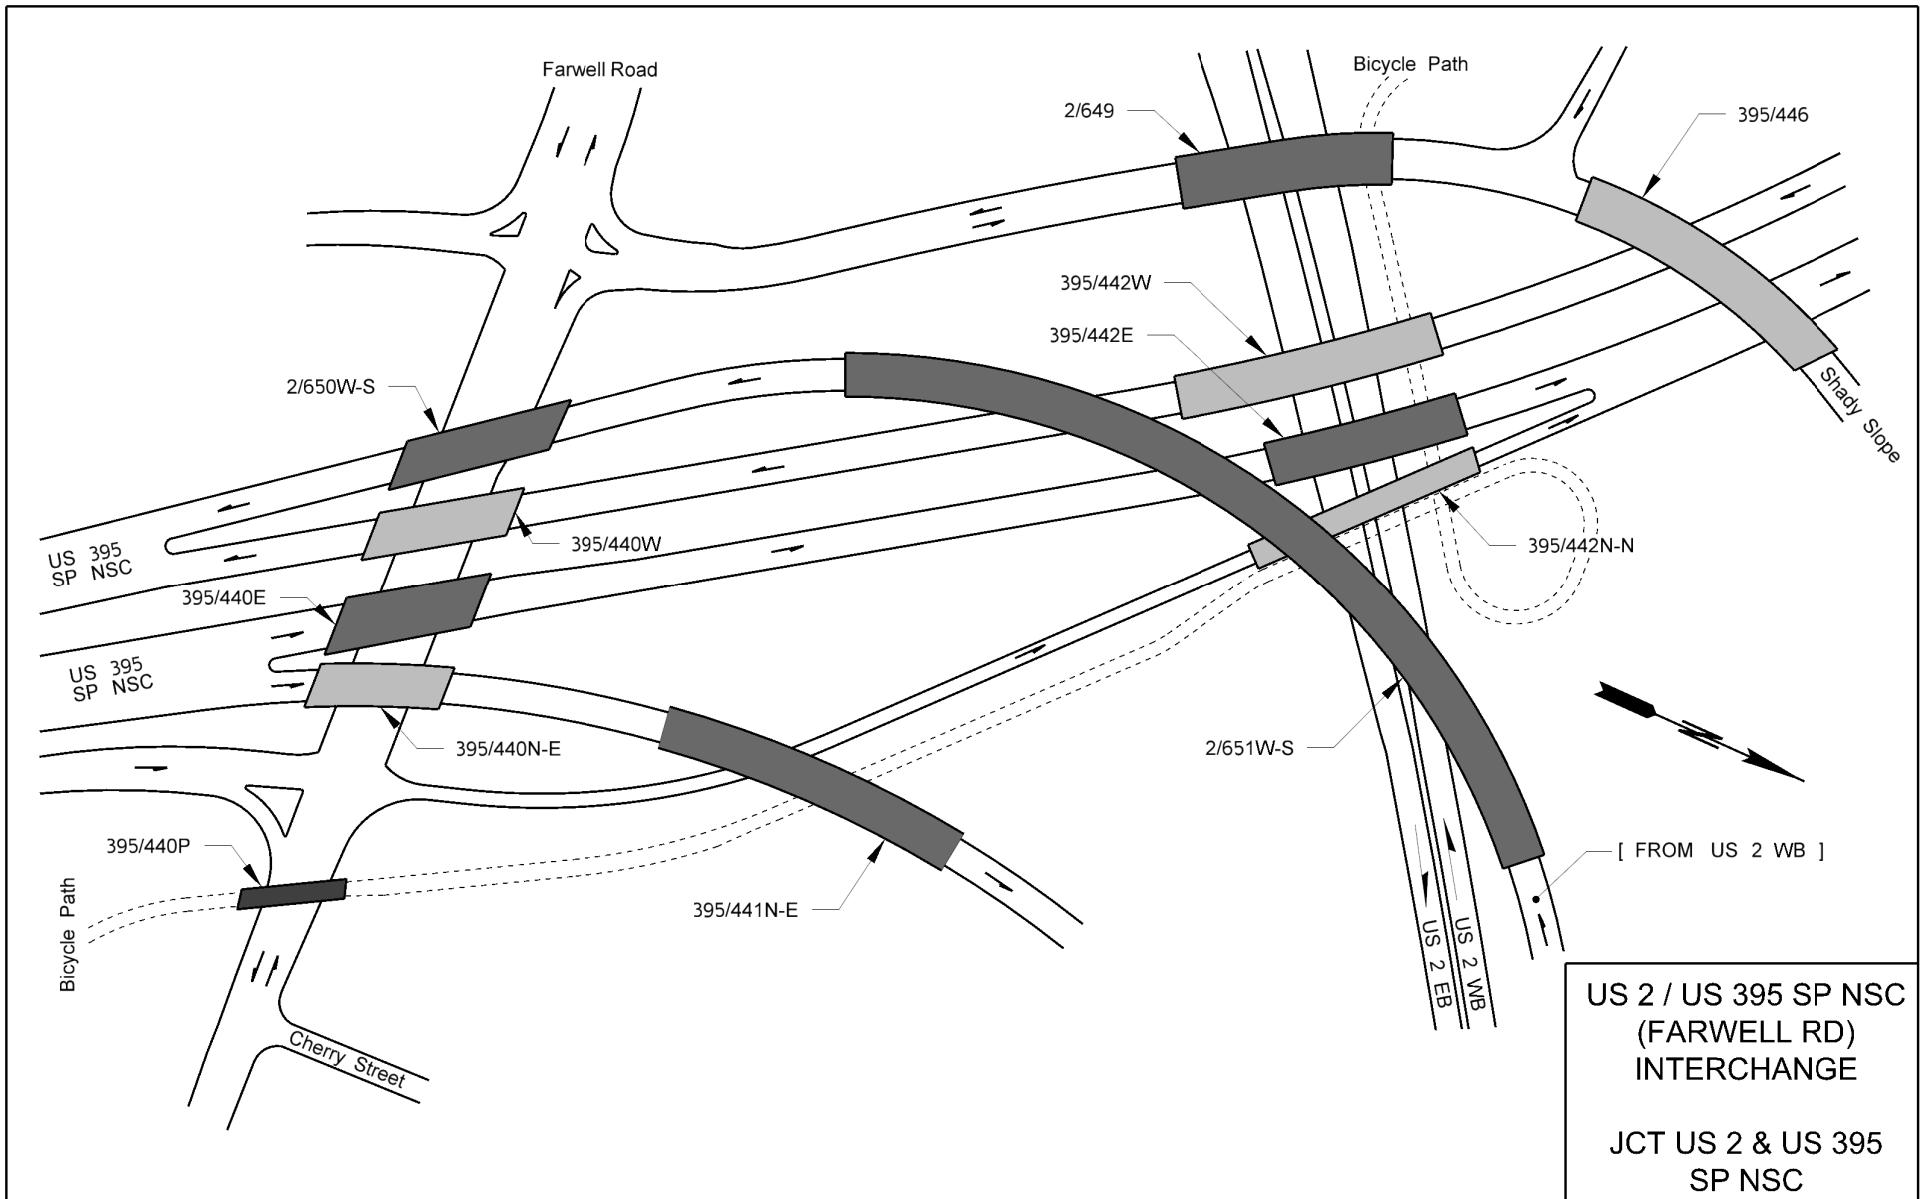 Farwell Road
Bicycle Path
2/649
395/446
395/442W
395/442E
2/650W-S
Shady Slope
395/440W
395/442N-N
US 395
SP NSC
395/440E
US 395
SP NSC
395/440N-E
2/651W-S
395/440P
[ FROM US 2 WB ]
395/441N-E
Bicycle Path
US 2 EB
US 2 WB
Cherry Street
US 2 / US 395 SP NSC
(FARWELL RD)
INTERCHANGE
JCT US 2 & US 395
SP NSC